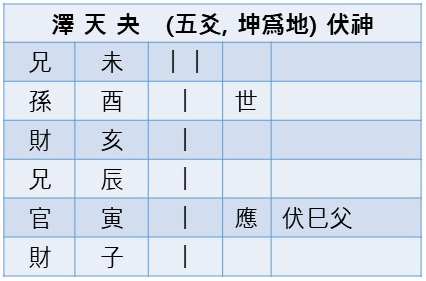 澤天夬 (五爻, 坤爲地) 伏神
兄 未 | |
孫 酉 | 世
財 亥 |
兄 辰 |
官 寅 | 應 伏巳父
財 子 |